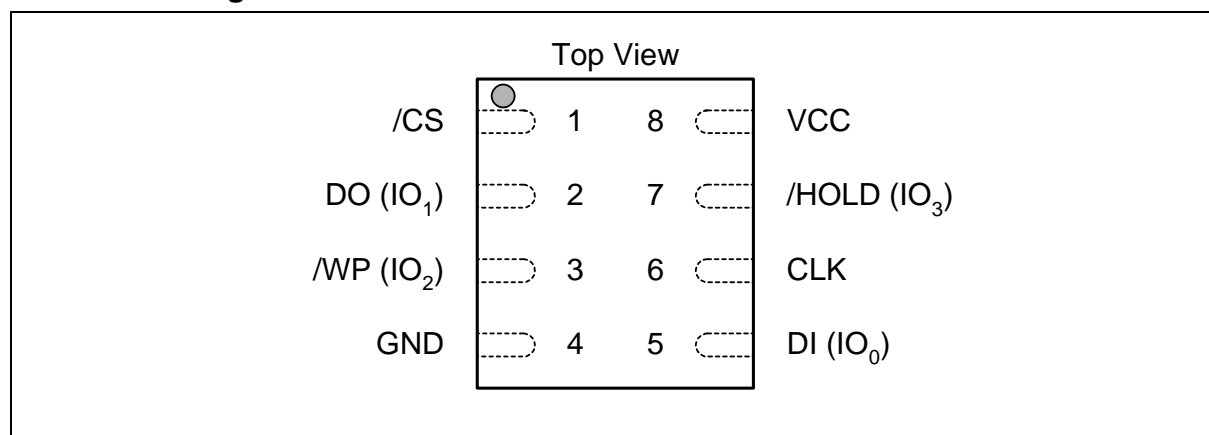 Top View
/CS 1 8 VCC
DO (IO₁) 2 7 /HOLD (IO₃)
/WP (IO₂) 3 6 CLK
GND 4 5 DI (IO₀)